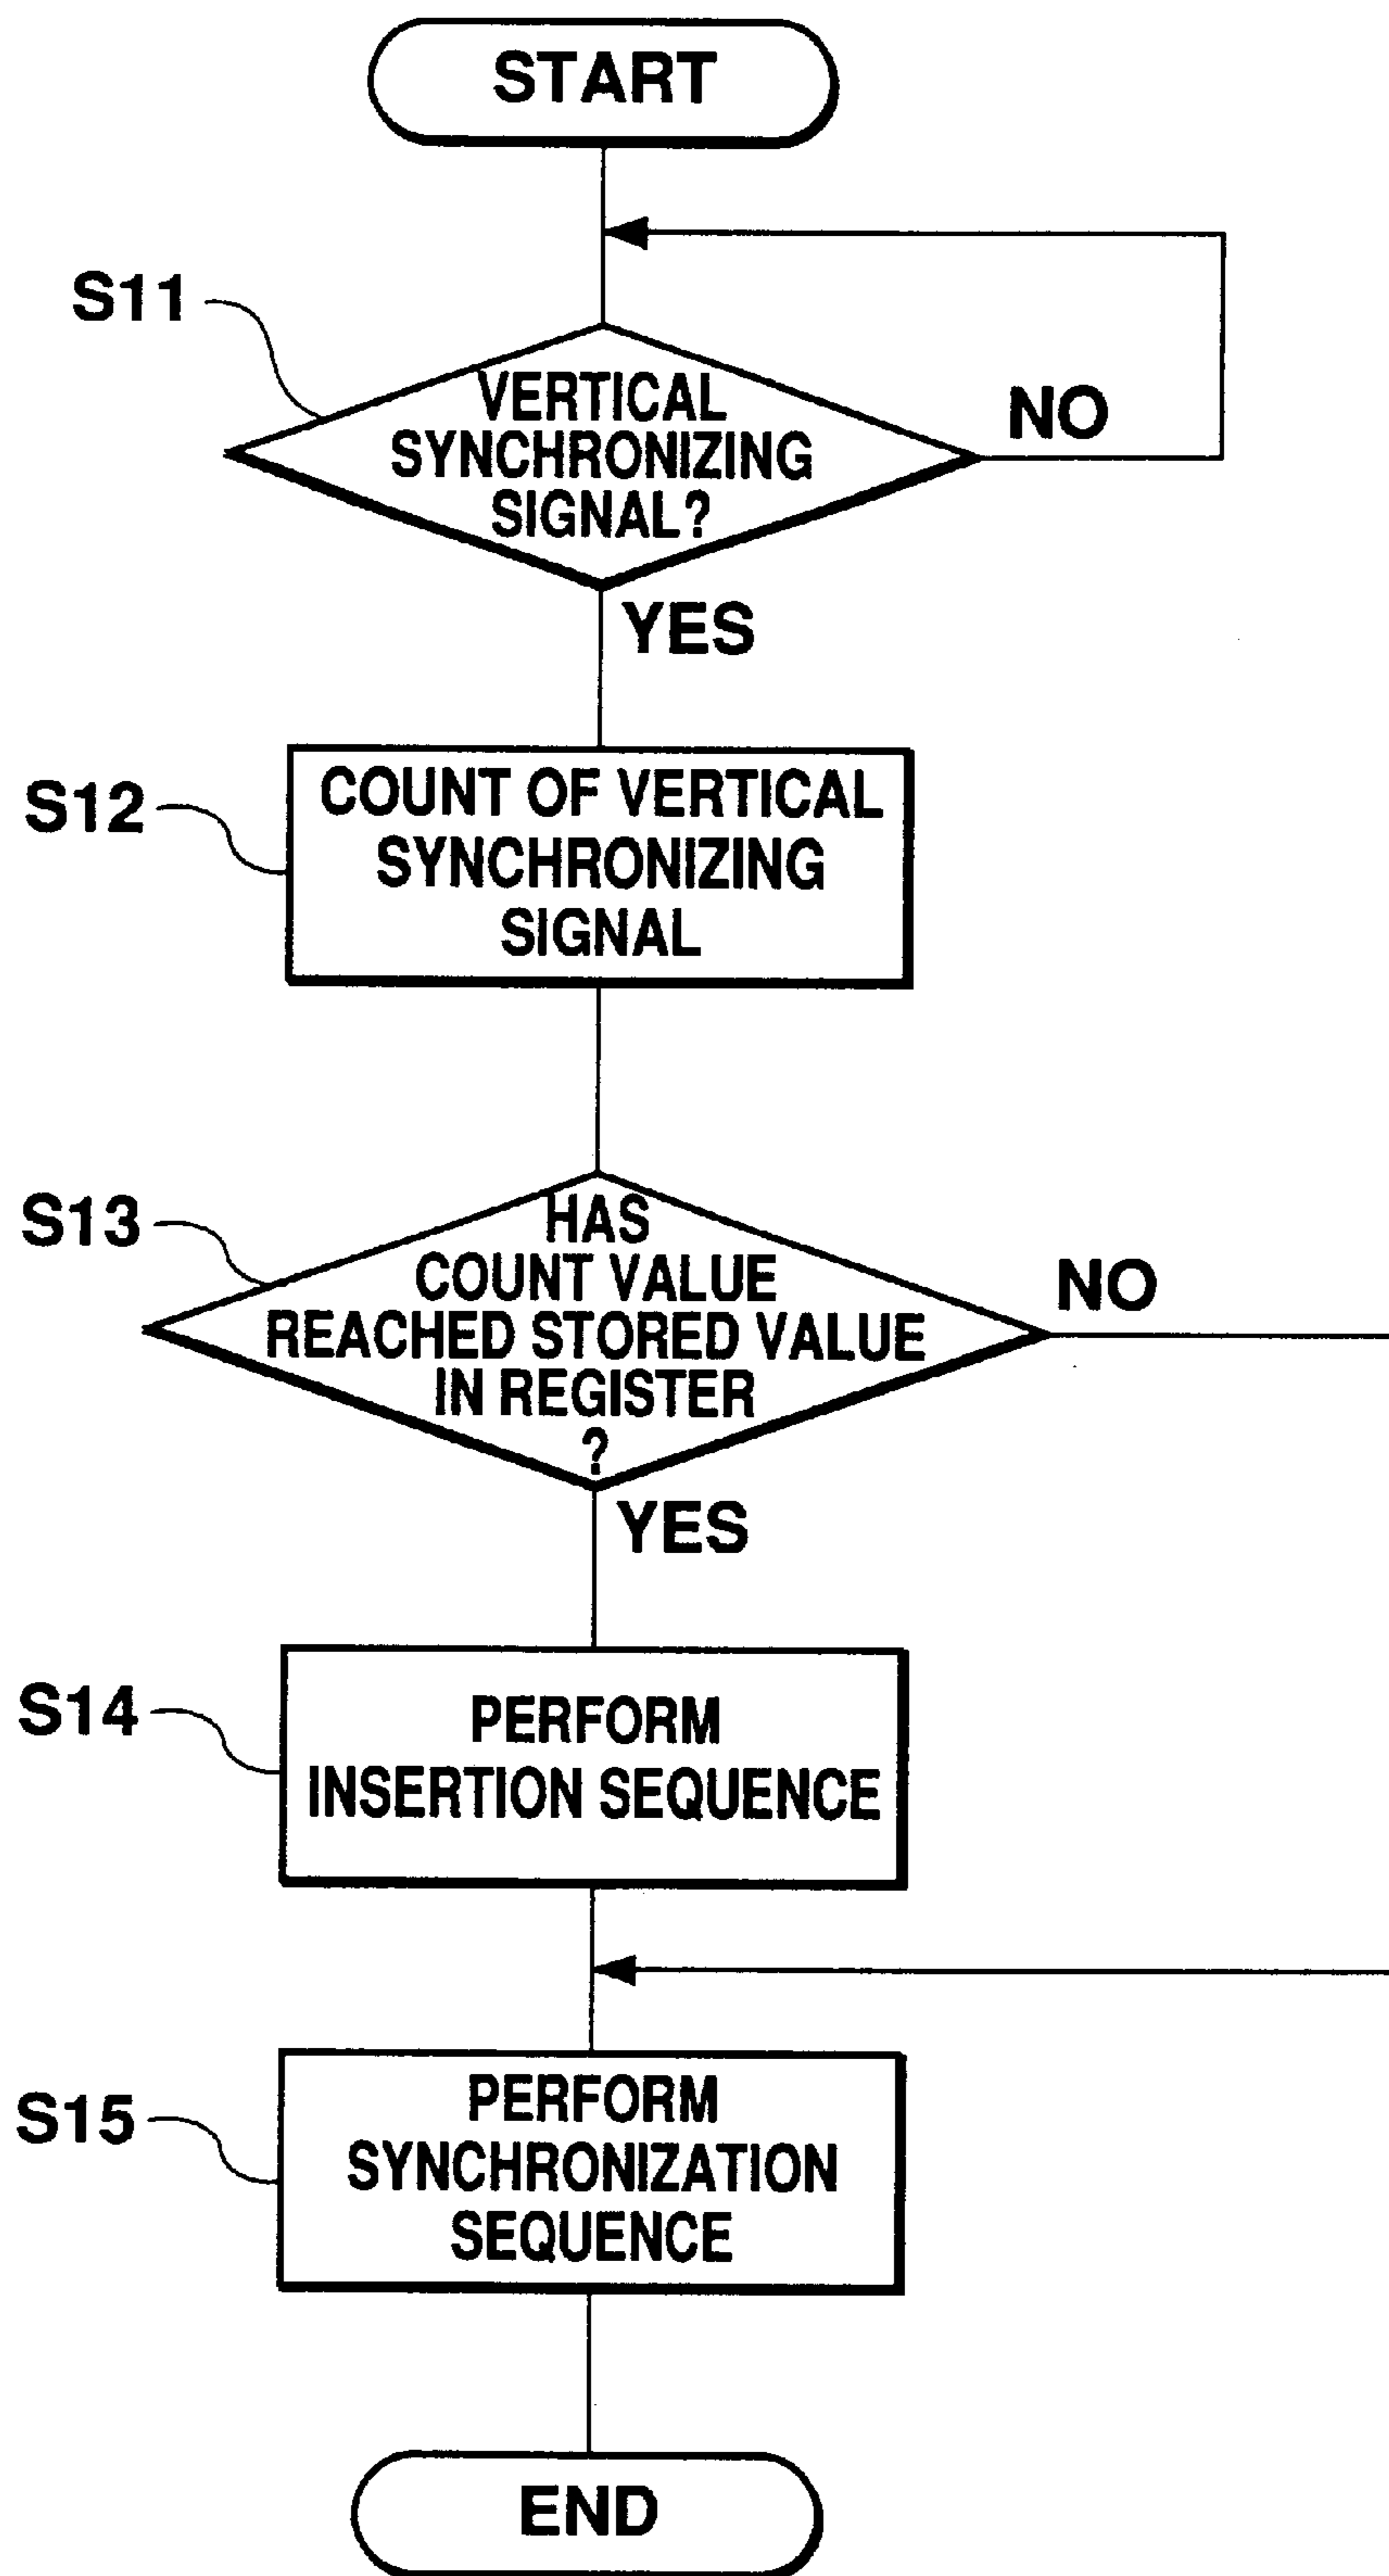 START
S11
VERTICAL
SYNCHRONIZING
SIGNAL?
NO
YES
S12
COUNT OF VERTICAL
SYNCHRONIZING
SIGNAL
S13
HAS
COUNT VALUE
REACHED STORED VALUE
IN REGISTER
?
NO
YES
S14
PERFORM
INSERTION SEQUENCE
S15
PERFORM
SYNCHRONIZATION
SEQUENCE
END